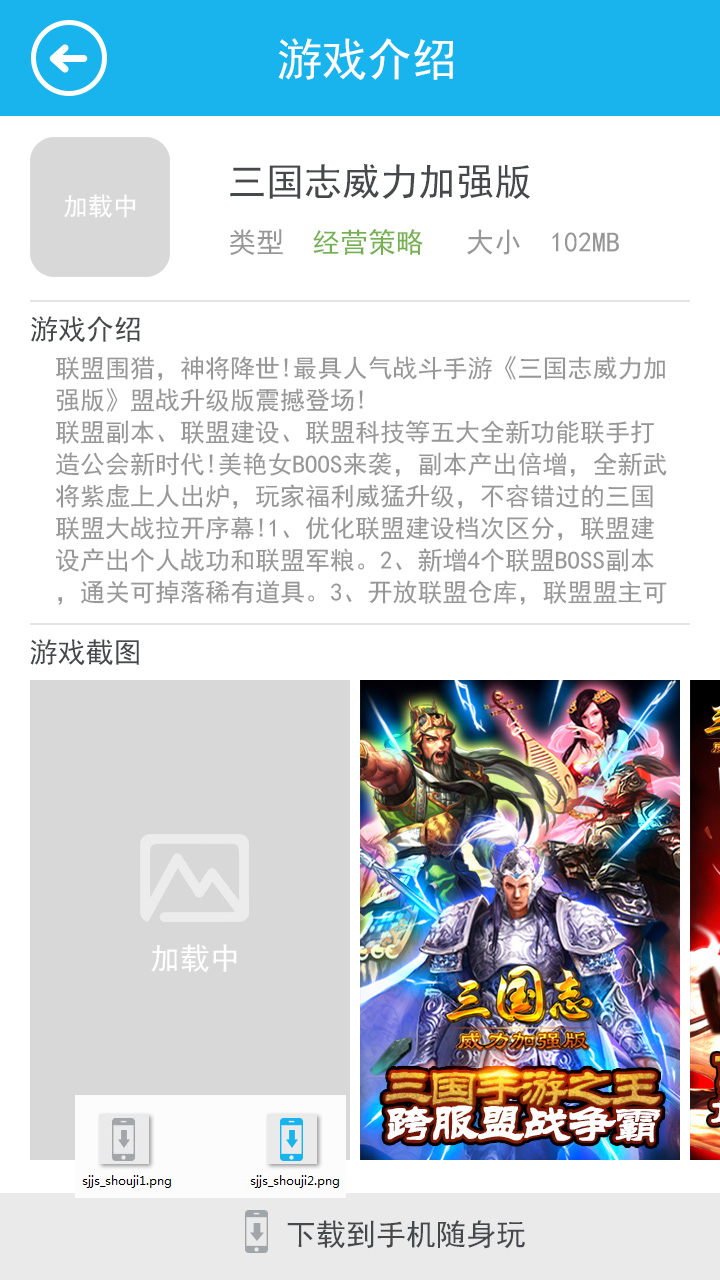 游戏介绍
加载中
三国志威力加强版
类型 经营策略 大小 102MB
游戏介绍
联盟围猎，神将降世!最具人气战斗手游《三国志威力加
强版》盟战升级版震撼登场!
联盟副本、联盟建设、联盟科技等五大全新功能联手打
造公会新时代!美艳女BOOS来袭，副本产出倍增，全新武
将紫虚上人出炉，玩家福利威猛升级，不容错过的三国
联盟大战拉开序幕!1、优化联盟建设档次区分，联盟建
设产出个人战功和联盟军粮。2、新增4个联盟BOSS副本
，通关可掉落稀有道具。3、开放联盟仓库，联盟盟主可
游戏截图
加载中
三国志
威力加强版
三国手游之王
跨服盟战争霸
sjjs_shouji1.png
sjjs_shouji2.png
下载到手机随身玩